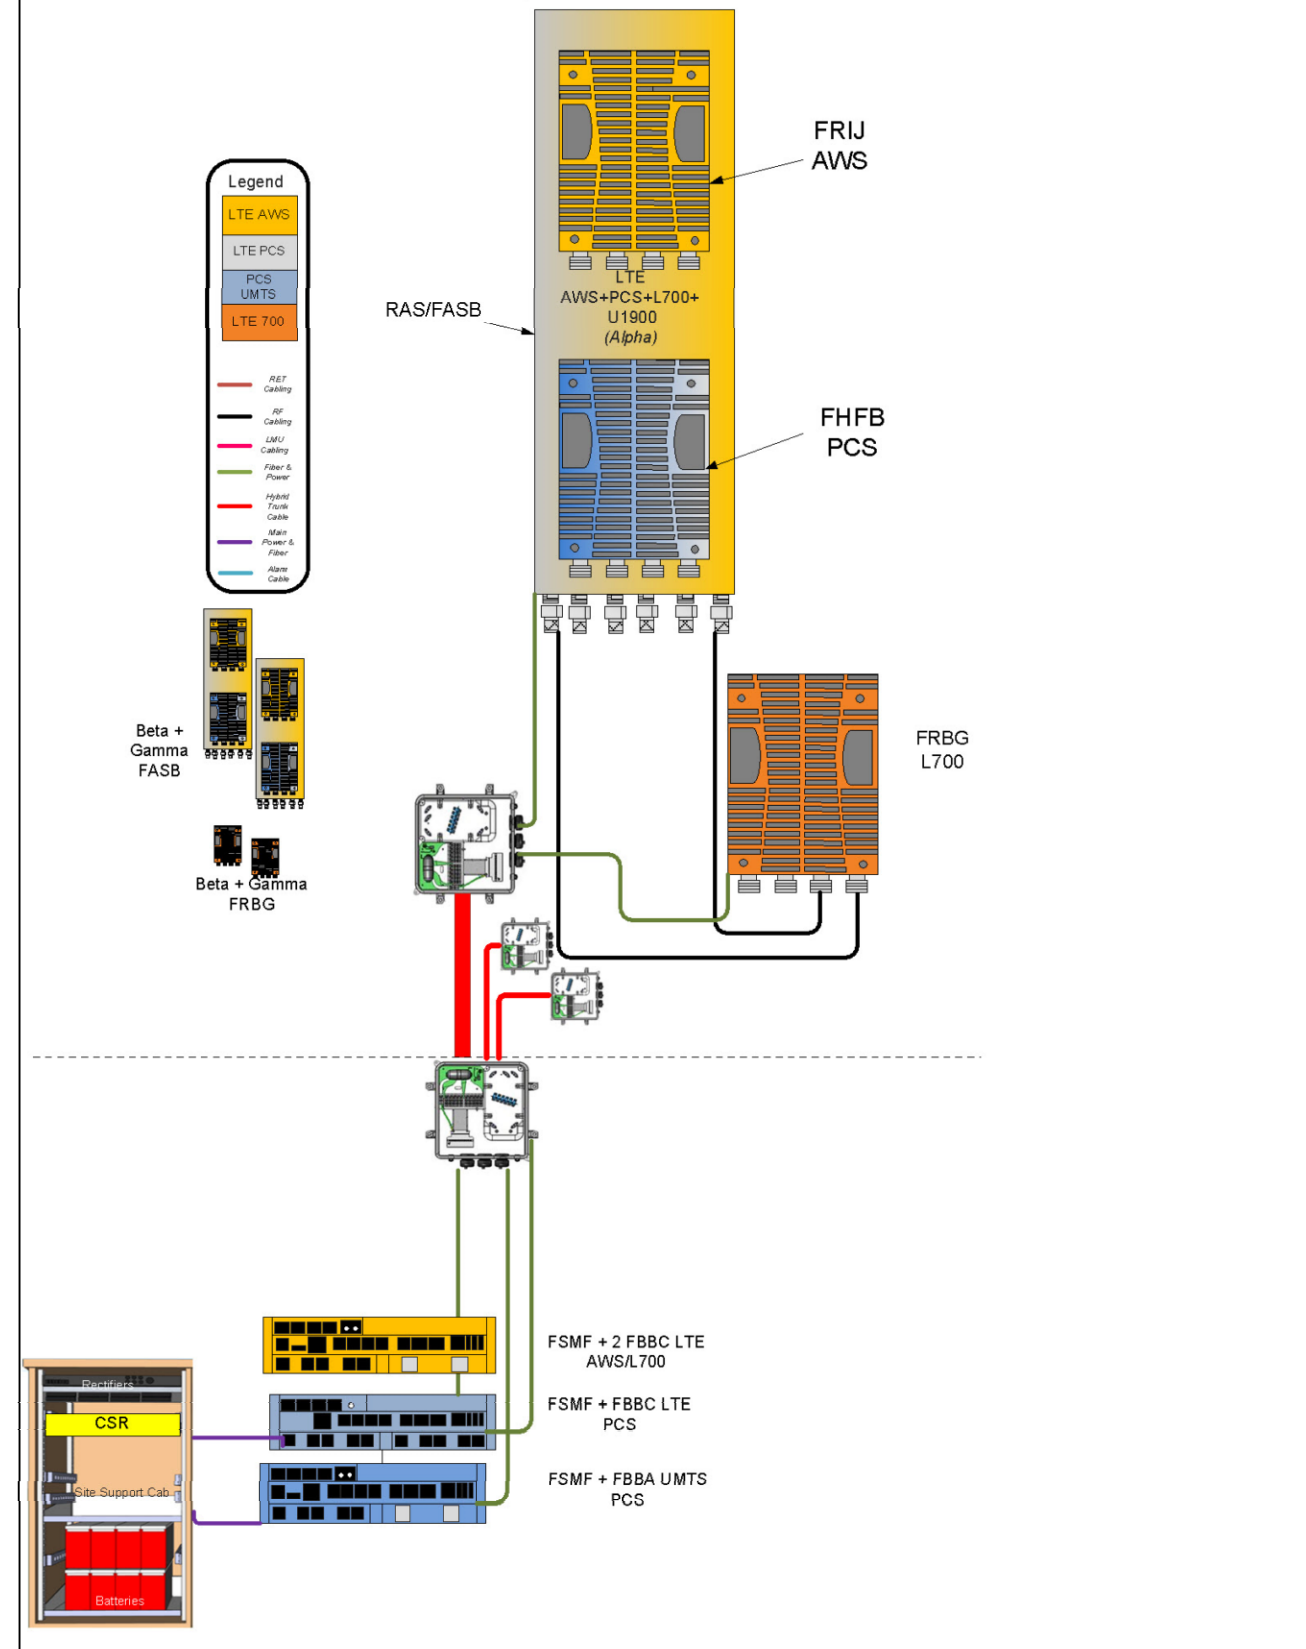 FRIJ
AWS
Legend
LTE AWS
LTE PCS
PCS
UMTS
LTE 700
RET
Cabling
RF
Cabling
LMU
Cabling
Fiber &
Power
Hybrid
Trunk
Cable
Main
Power &
Fiber
Alarm
Cable
RAS/FASB
LTE
AWS+PCS+L700+
U1900
(Alpha)
FHFB
PCS
Beta +
Gamma
FASB
FRBG
L700
Beta + Gamma
FRBG
FSMF + 2 FBBC LTE
AWS/L700
FSMF + FBBC LTE
PCS
FSMF + FBBA UMTS
PCS
Rectifiers
CSR
Site Support Cab
Batteries